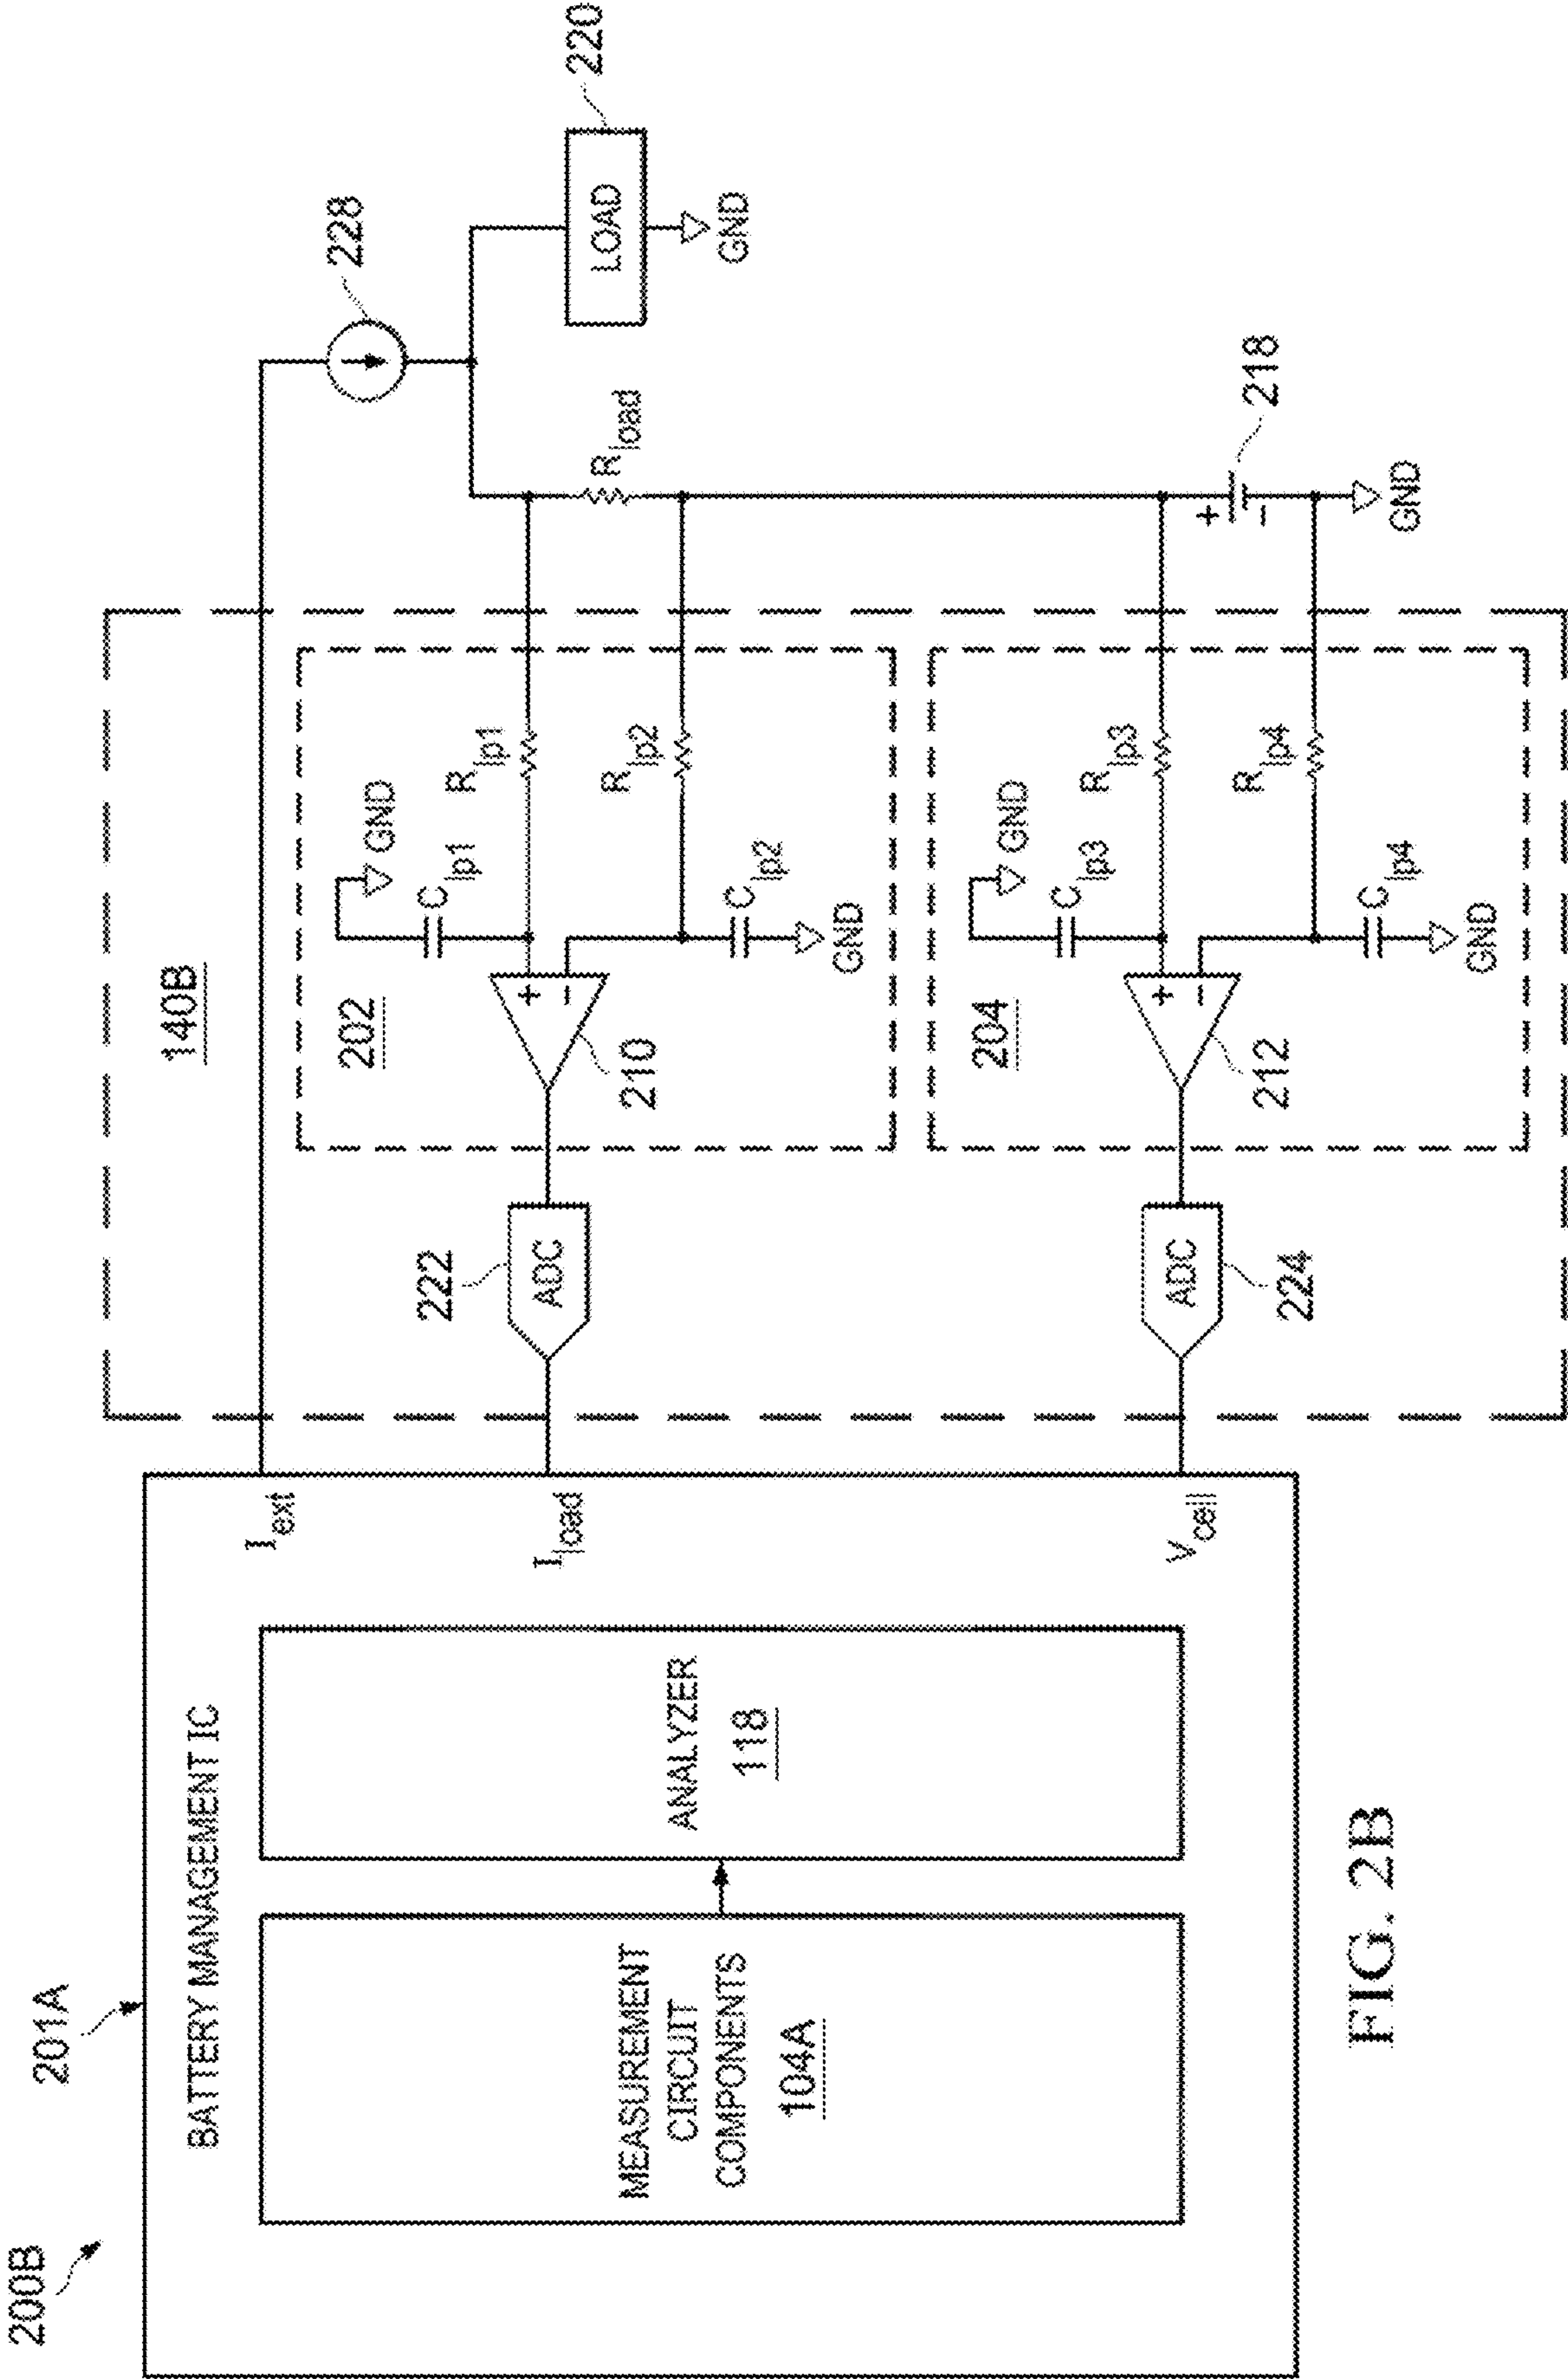 200B
201A
BATTERY MANAGEMENT IC
MEASUREMENT
CIRCUIT
COMPONENTS
104A
ANALYZER
118
Iext
Iload
Vcell
140B
222
ADC
224
ADC
202
210
+
−
Clp1
GND
Rlp1
Rlp2
Clp2
GND
204
212
+
−
Clp3
GND
Rlp3
Rlp4
Clp4
GND
228
Rload
LOAD
220
GND
218
+
−
GND
FIG. 2B